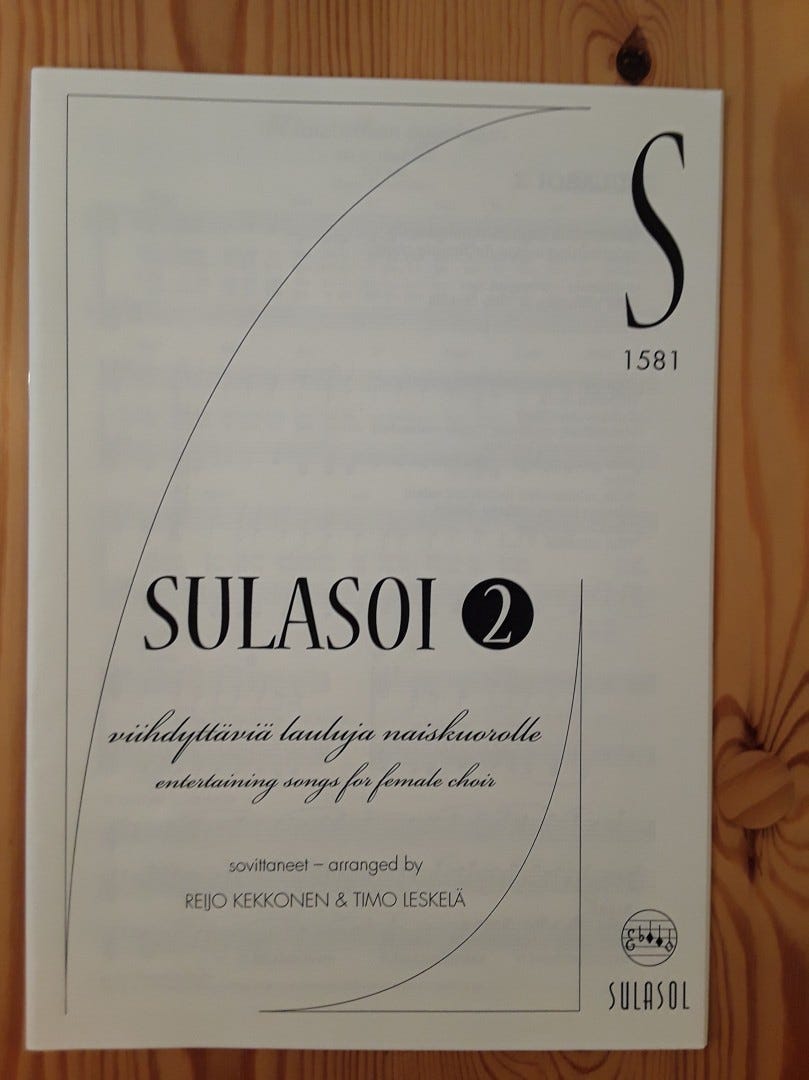 S
1581
SULASOI 2
viihdyttäviä lauluja naiskuorolle
entertaining songs for female choir
sovittaneet – arranged by
REIJO KEKKONEN & TIMO LESKELÄ
SULASOL